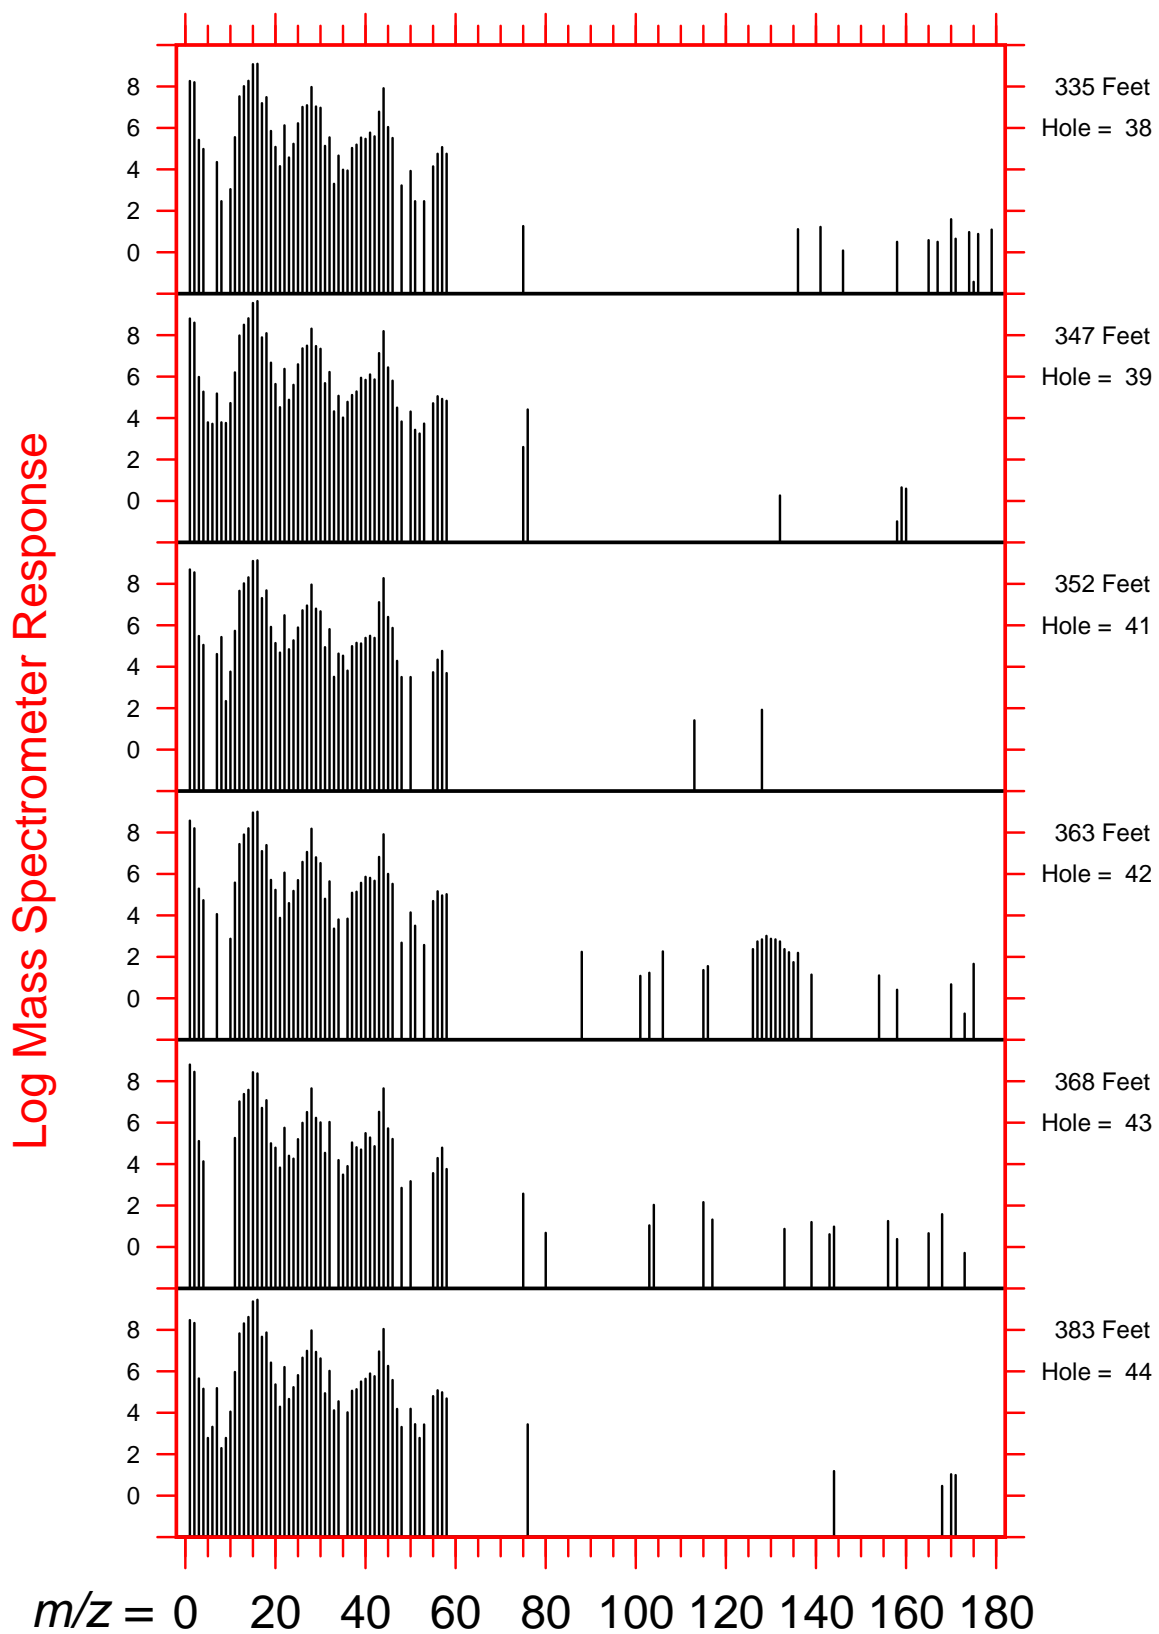 8
6
4
2
0
335 Feet
Hole = 38
8
6
4
2
0
347 Feet
Hole = 39
8
6
4
2
0
352 Feet
Hole = 41
8
6
4
2
0
363 Feet
Hole = 42
8
6
4
2
0
368 Feet
Hole = 43
8
6
4
2
0
383 Feet
Hole = 44
Log Mass Spectrometer Response
m/z = 0 20 40 60 80 100 120 140 160 180